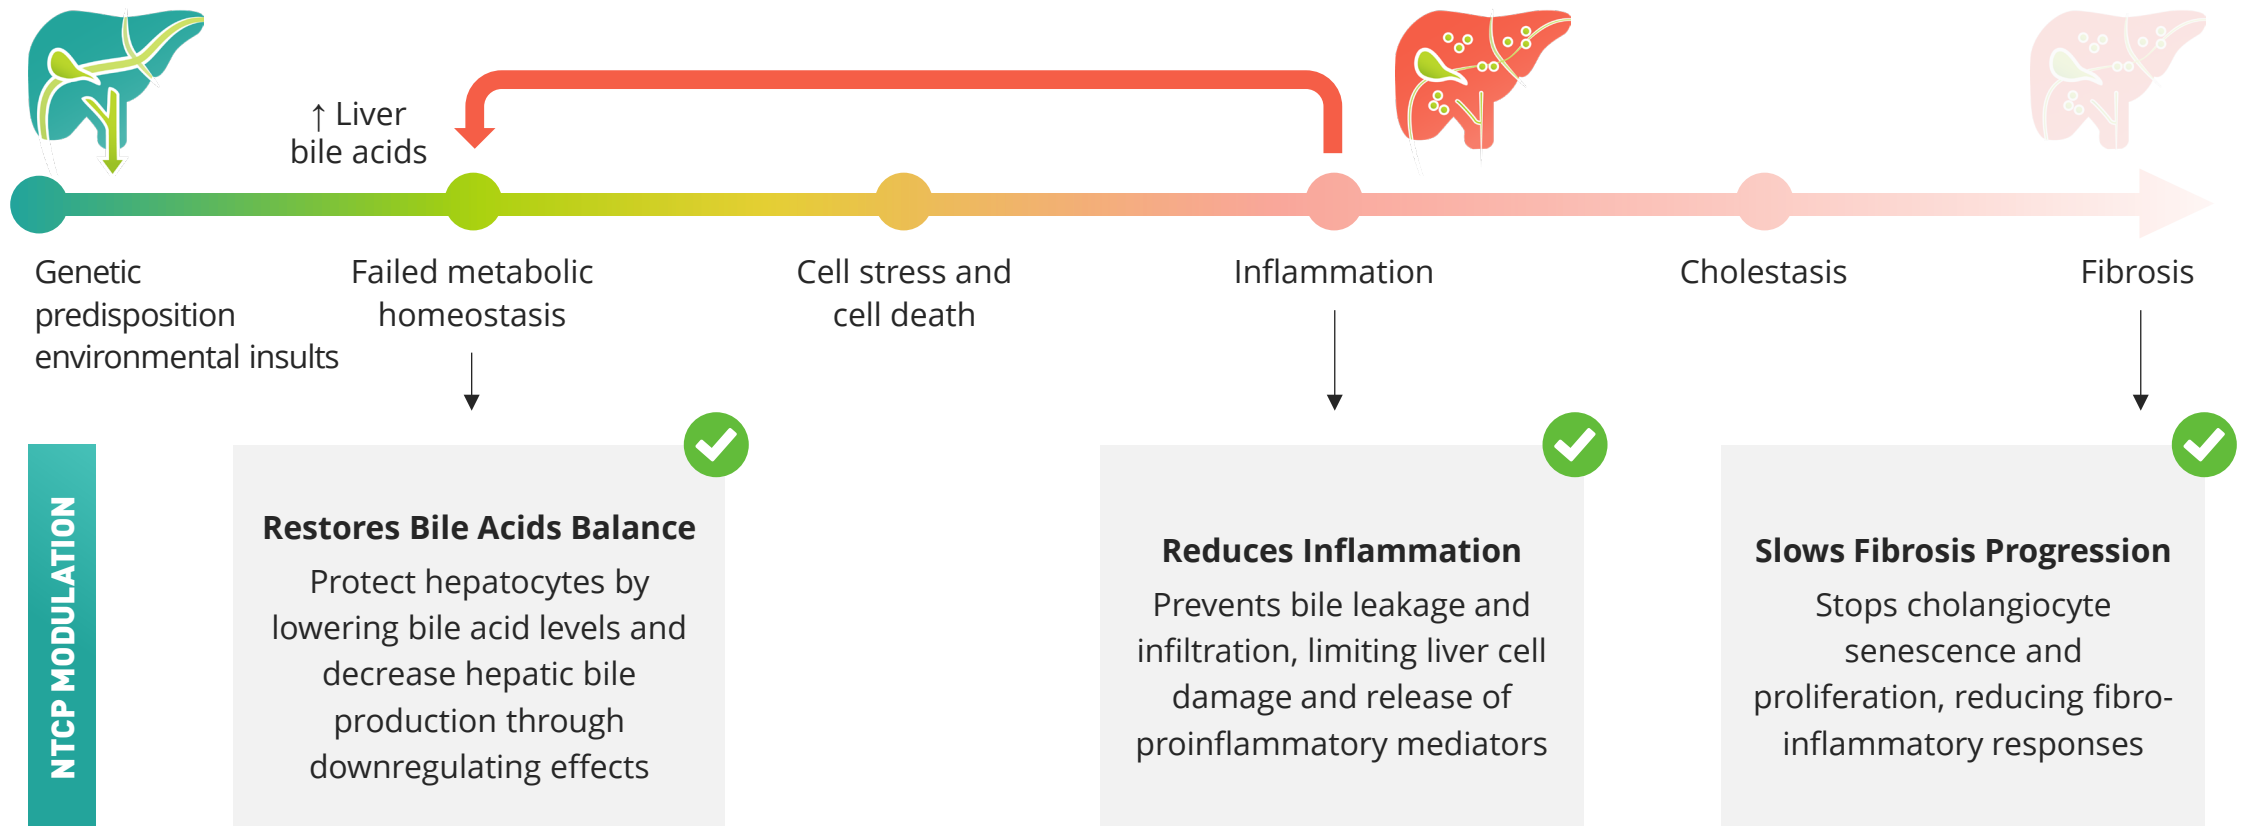 ↑ Liver
bile acids
Genetic
predisposition
environmental insults
Failed metabolic
homeostasis
Cell stress and
cell death
Inflammation
Cholestasis
Fibrosis
NTCP MODULATION
Restores Bile Acids Balance
Protect hepatocytes by
lowering bile acid levels and
decrease hepatic bile
production through
downregulating effects
Reduces Inflammation
Prevents bile leakage and
infiltration, limiting liver cell
damage and release of
proinflammatory mediators
Slows Fibrosis Progression
Stops cholangiocyte
senescence and
proliferation, reducing fibro-
inflammatory responses